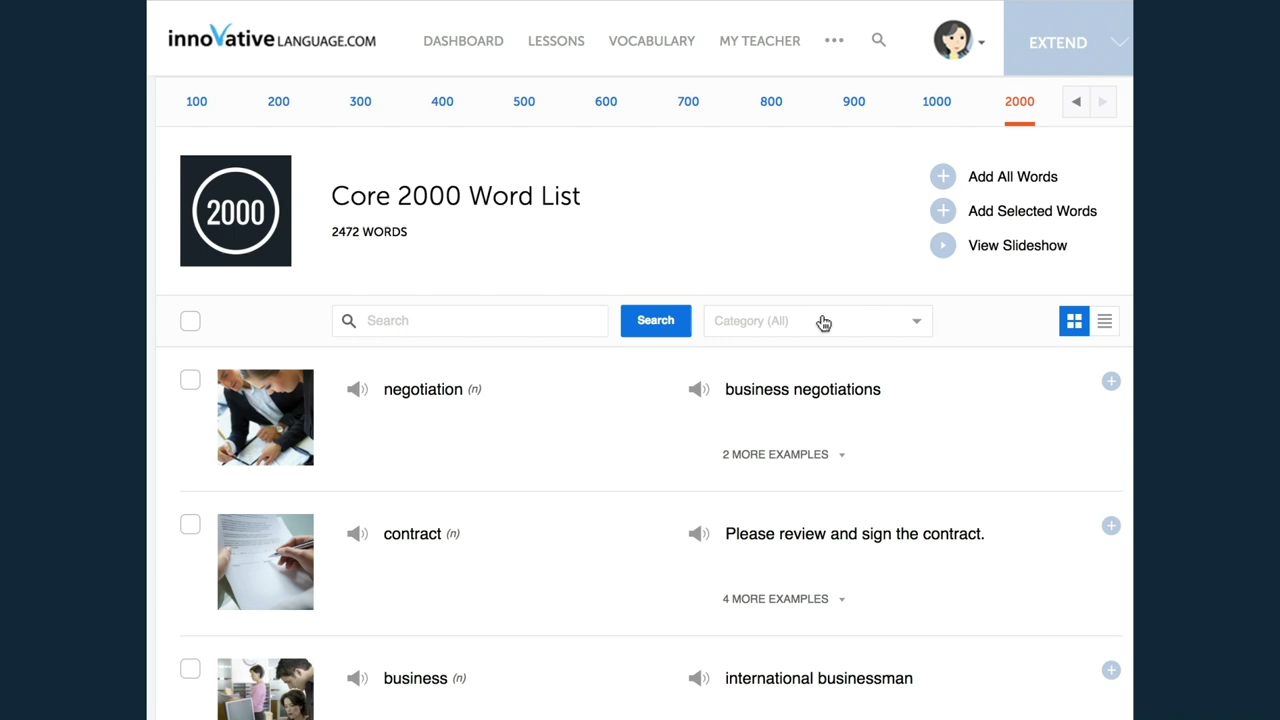 innoVative LANGUAGE.COM
DASHBOARD LESSONS VOCABULARY MY TEACHER ••• EXTEND
100 200 300 400 500 600 700 800 900 1000 2000
2000
Core 2000 Word List
2472 WORDS
Add All Words
Add Selected Words
View Slideshow
Search Search Category (All)
negotiation (n) business negotiations
2 MORE EXAMPLES
contract (n) Please review and sign the contract.
4 MORE EXAMPLES
business (n) international businessman